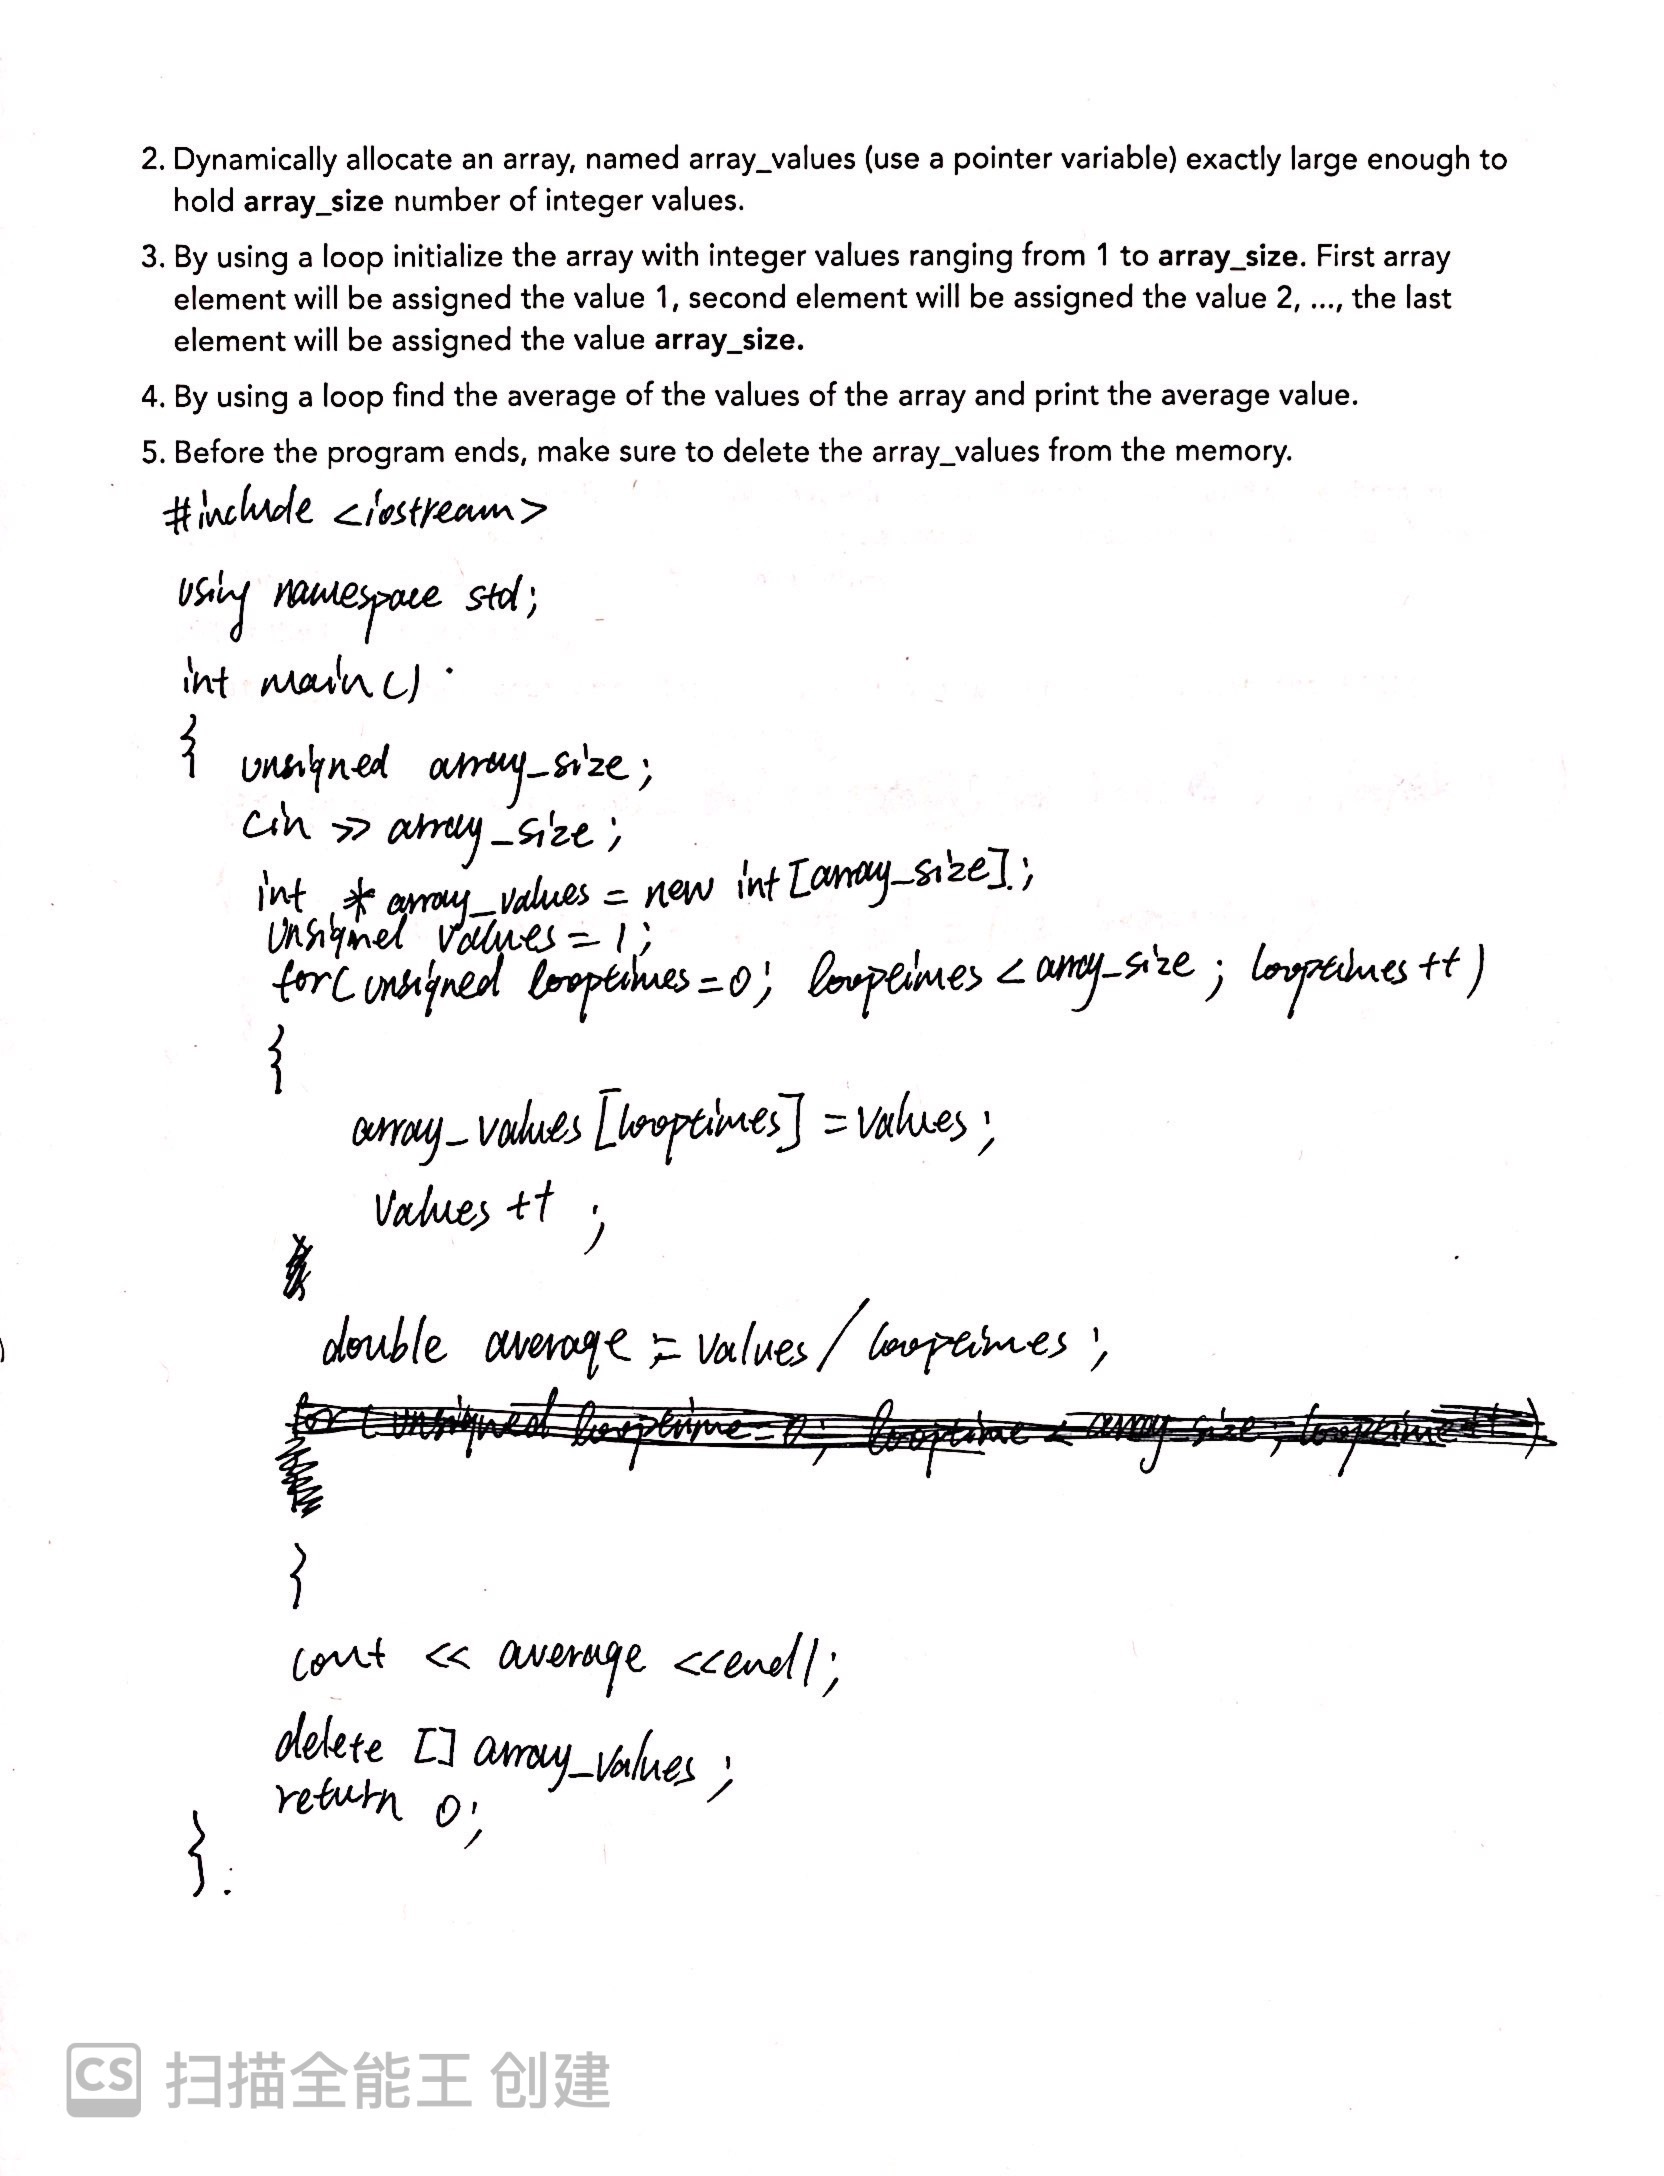 2. Dynamically allocate an array, named array_values (use a pointer variable) exactly large enough to
hold array_size number of integer values.
3. By using a loop initialize the array with integer values ranging from 1 to array_size. First array
element will be assigned the value 1, second element will be assigned the value 2, ..., the last
element will be assigned the value array_size.
4. By using a loop find the average of the values of the array and print the average value.
5. Before the program ends, make sure to delete the array_values from the memory.
#include <iostream>
using namespace std;
int main()
{ unsigned array_size;
cin >> array_size;
int * array_values = new int [array_size];
unsigned values = 1;
for( unsigned looptimes = 0; looptimes < array_size ; looptimes ++ )
{
array_values [looptimes] = values;
values ++ ;
double average = values / looptimes ;
for ( unsigned looptime = 0; looptime < array_size ; looptime ++ )
}
cout << average << endl;
delete [] array_values ;
return 0;
}
CS 扫描全能王 创建